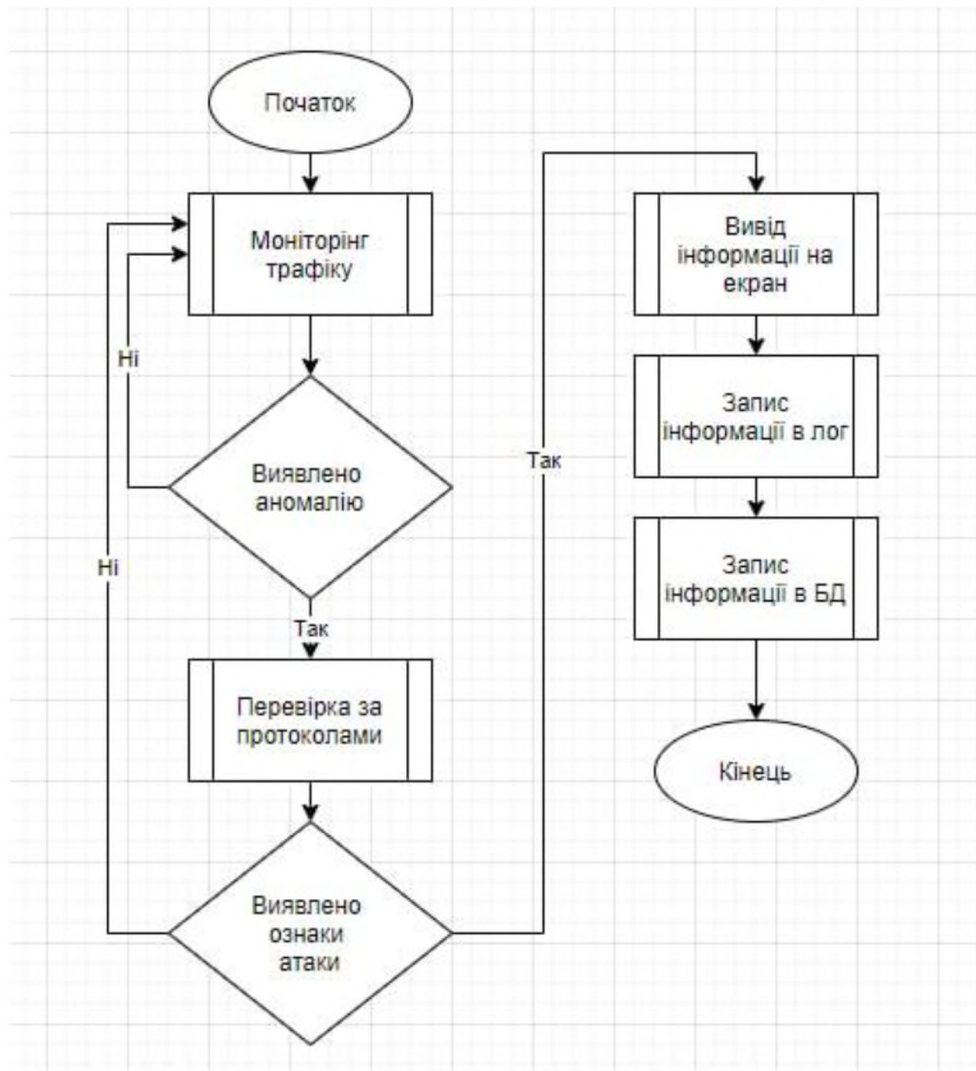 Початок
Моніторинг
трафіку
Ні
Виявлено
аномалію
Так
Ні
Перевірка за
протоколами
Виявлено
ознаки
атаки
Так
Вивід
інформації на
екран
Запис
інформації в лог
Запис
інформації в БД
Кінець